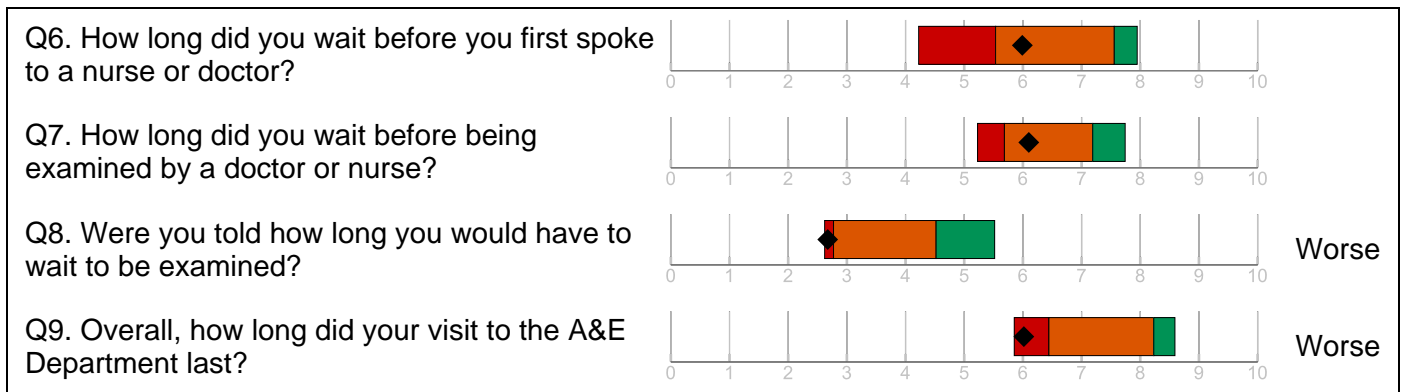 Q6. How long did you wait before you first spoke
to a nurse or doctor?
0 1 2 3 4 5 6 7 8 9 10
Q7. How long did you wait before being
examined by a doctor or nurse?
0 1 2 3 4 5 6 7 8 9 10
Q8. Were you told how long you would have to
wait to be examined?
Worse
0 1 2 3 4 5 6 7 8 9 10
Q9. Overall, how long did your visit to the A&E
Department last?
Worse
0 1 2 3 4 5 6 7 8 9 10